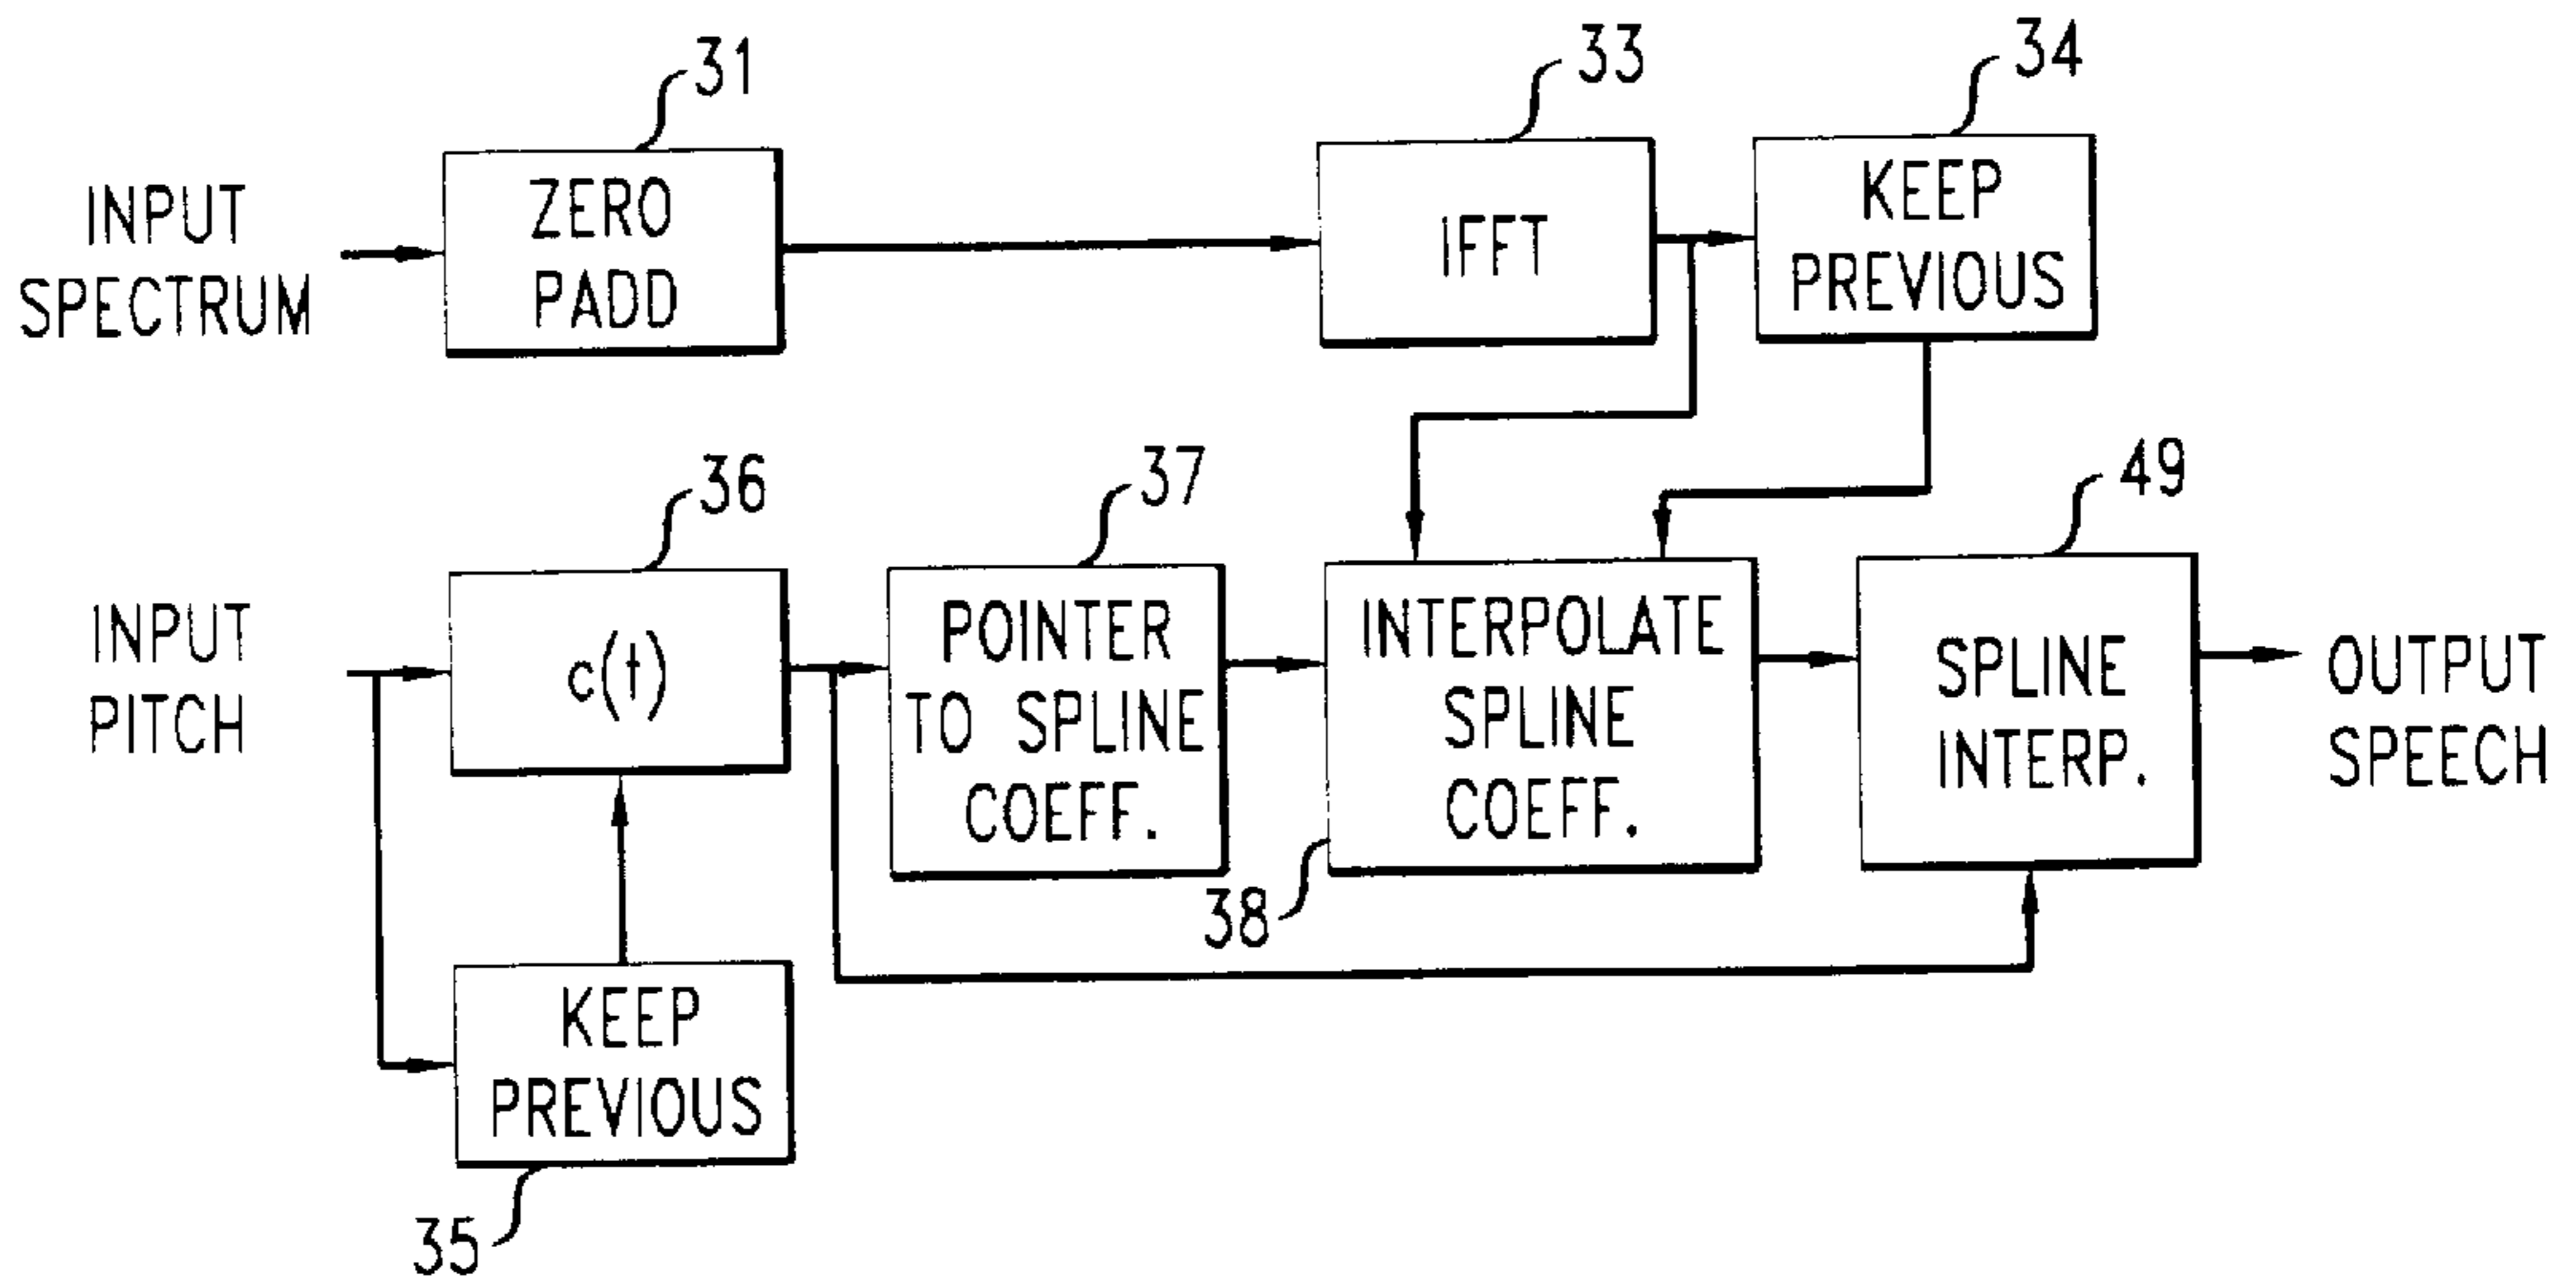 31
33
34
INPUT
SPECTRUM
ZERO
PADD
IFFT
KEEP
PREVIOUS
36
37
49
INPUT
PITCH
c(t)
POINTER
TO SPLINE
COEFF.
INTERPOLATE
SPLINE
COEFF.
SPLINE
INTERP.
OUTPUT
SPEECH
38
KEEP
PREVIOUS
35